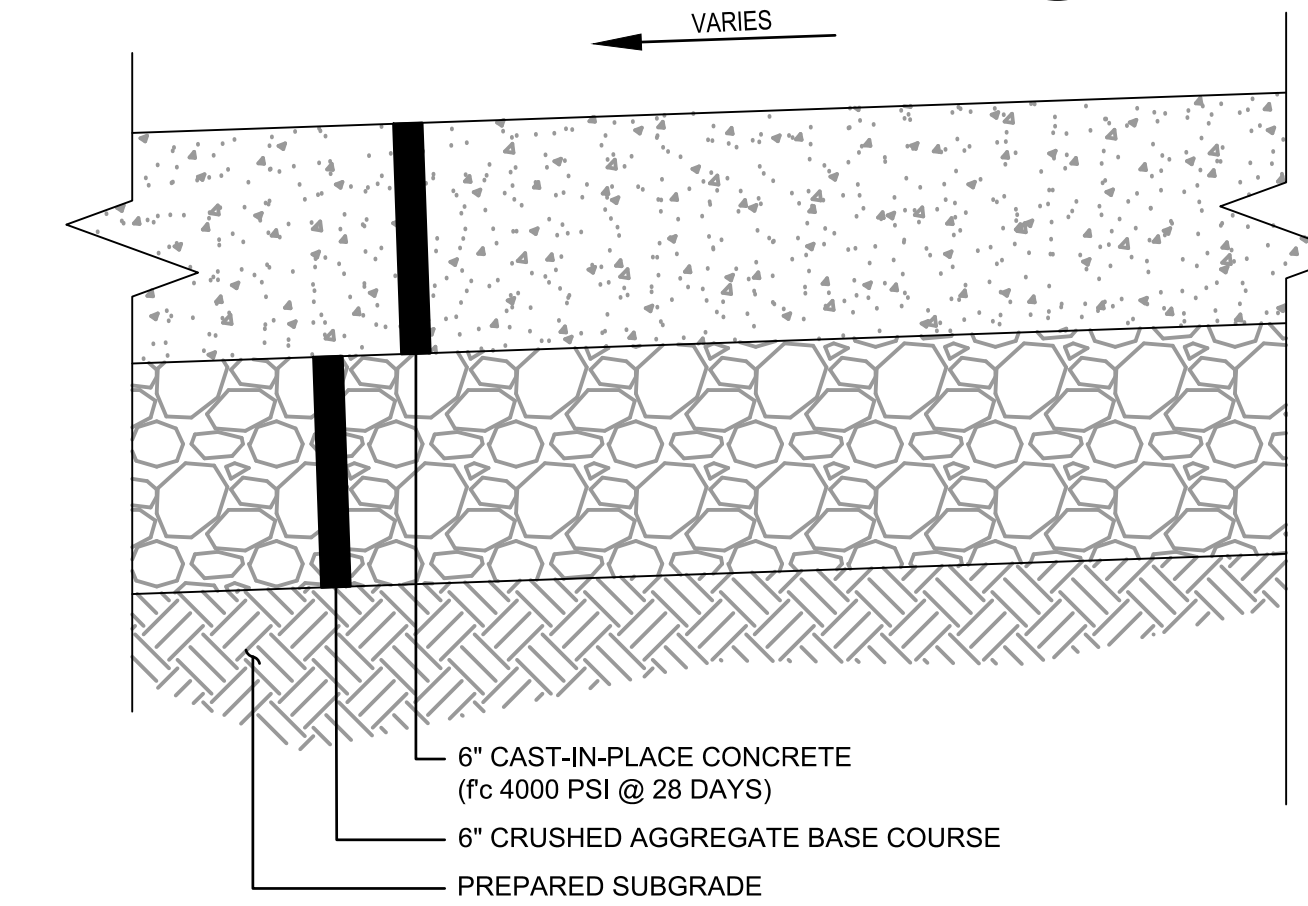 VARIES
6" CAST-IN-PLACE CONCRETE
(f'c 4000 PSI @ 28 DAYS)
6" CRUSHED AGGREGATE BASE COURSE
PREPARED SUBGRADE